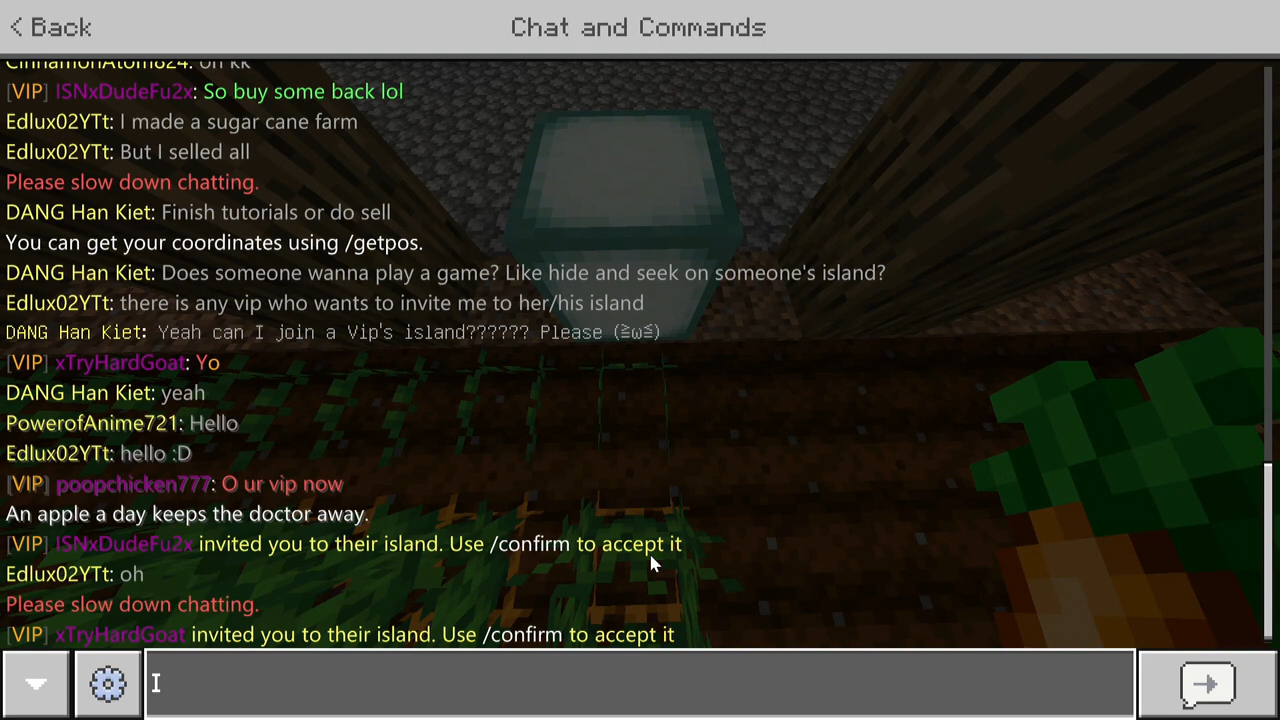 < Back
Chat and Commands
CinnamonAtom824: oh kk
[VIP] ISNxDudeFu2x: So buy some back lol
Edlux02YTt: I made a sugar cane farm
Edlux02YTt: But I selled all
Please slow down chatting.
DANG Han Kiet: Finish tutorials or do sell
You can get your coordinates using /getpos.
DANG Han Kiet: Does someone wanna play a game? Like hide and seek on someone's island?
Edlux02YTt: there is any vip who wants to invite me to her/his island
DANG Han Kiet: Yeah can I join a Vip's island?????? Please (≧ω≦)
[VIP] xTryHardGoat: Yo
DANG Han Kiet: yeah
PowerofAnime721: Hello
Edlux02YTt: hello :D
[VIP] poopchicken777: O ur vip now
An apple a day keeps the doctor away.
[VIP] ISNxDudeFu2x invited you to their island. Use /confirm to accept it
Edlux02YTt: oh
Please slow down chatting.
[VIP] xTryHardGoat invited you to their island. Use /confirm to accept it